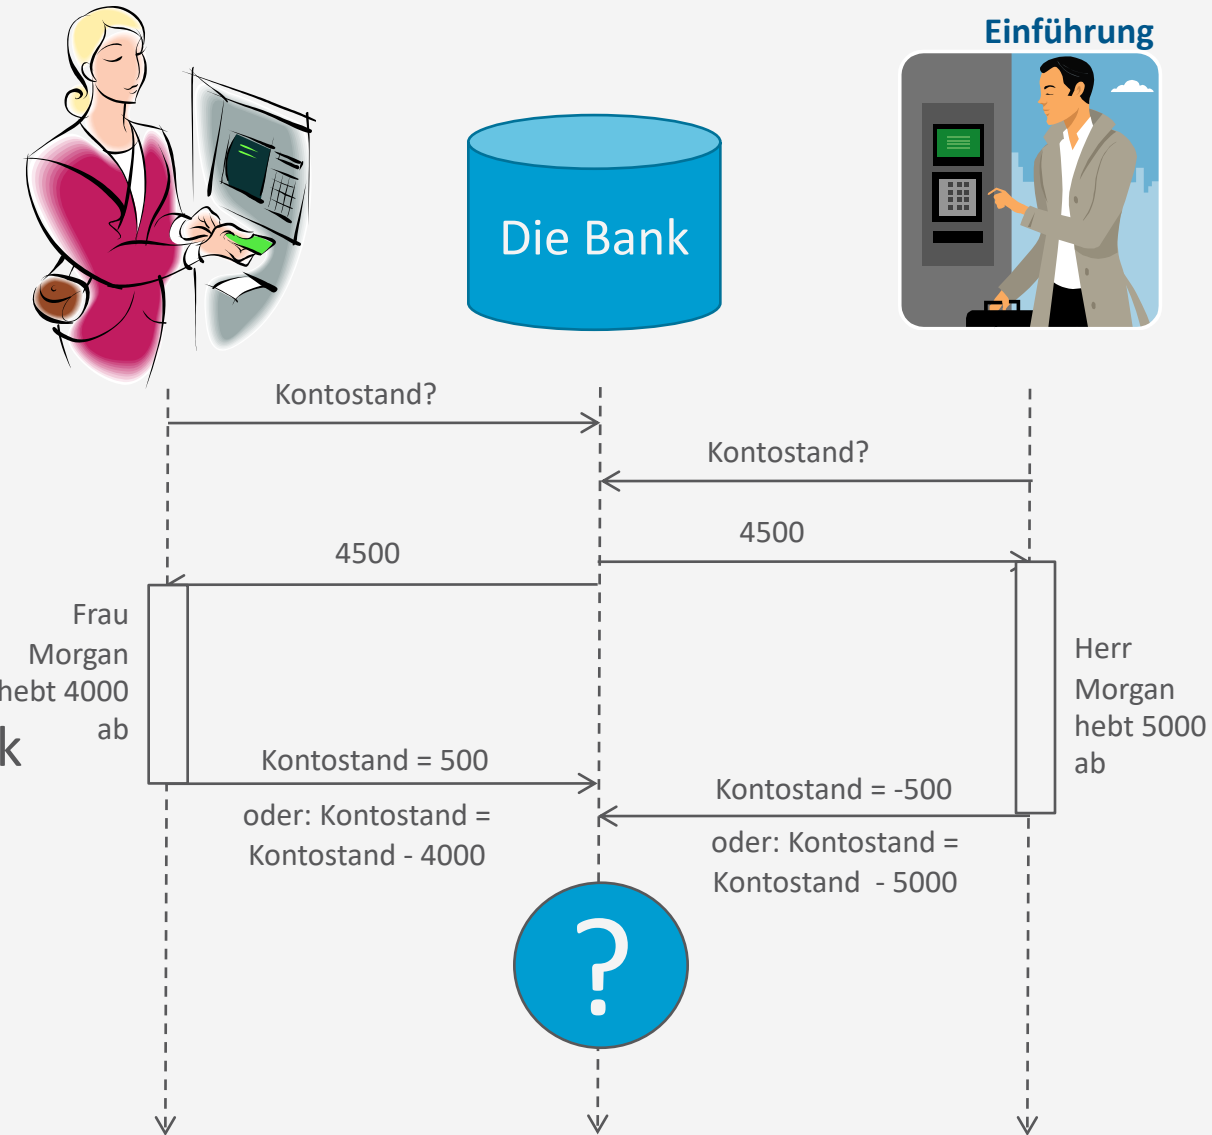 Einführung
Die Bank
Kontostand?
Kontostand?
4500
4500
Frau
Morgan
hebt 4000
ab
k
Herr
Morgan
hebt 5000
ab
Kontostand = 500
oder: Kontostand =
Kontostand - 4000
Kontostand = -500
oder: Kontostand =
Kontostand - 5000
?